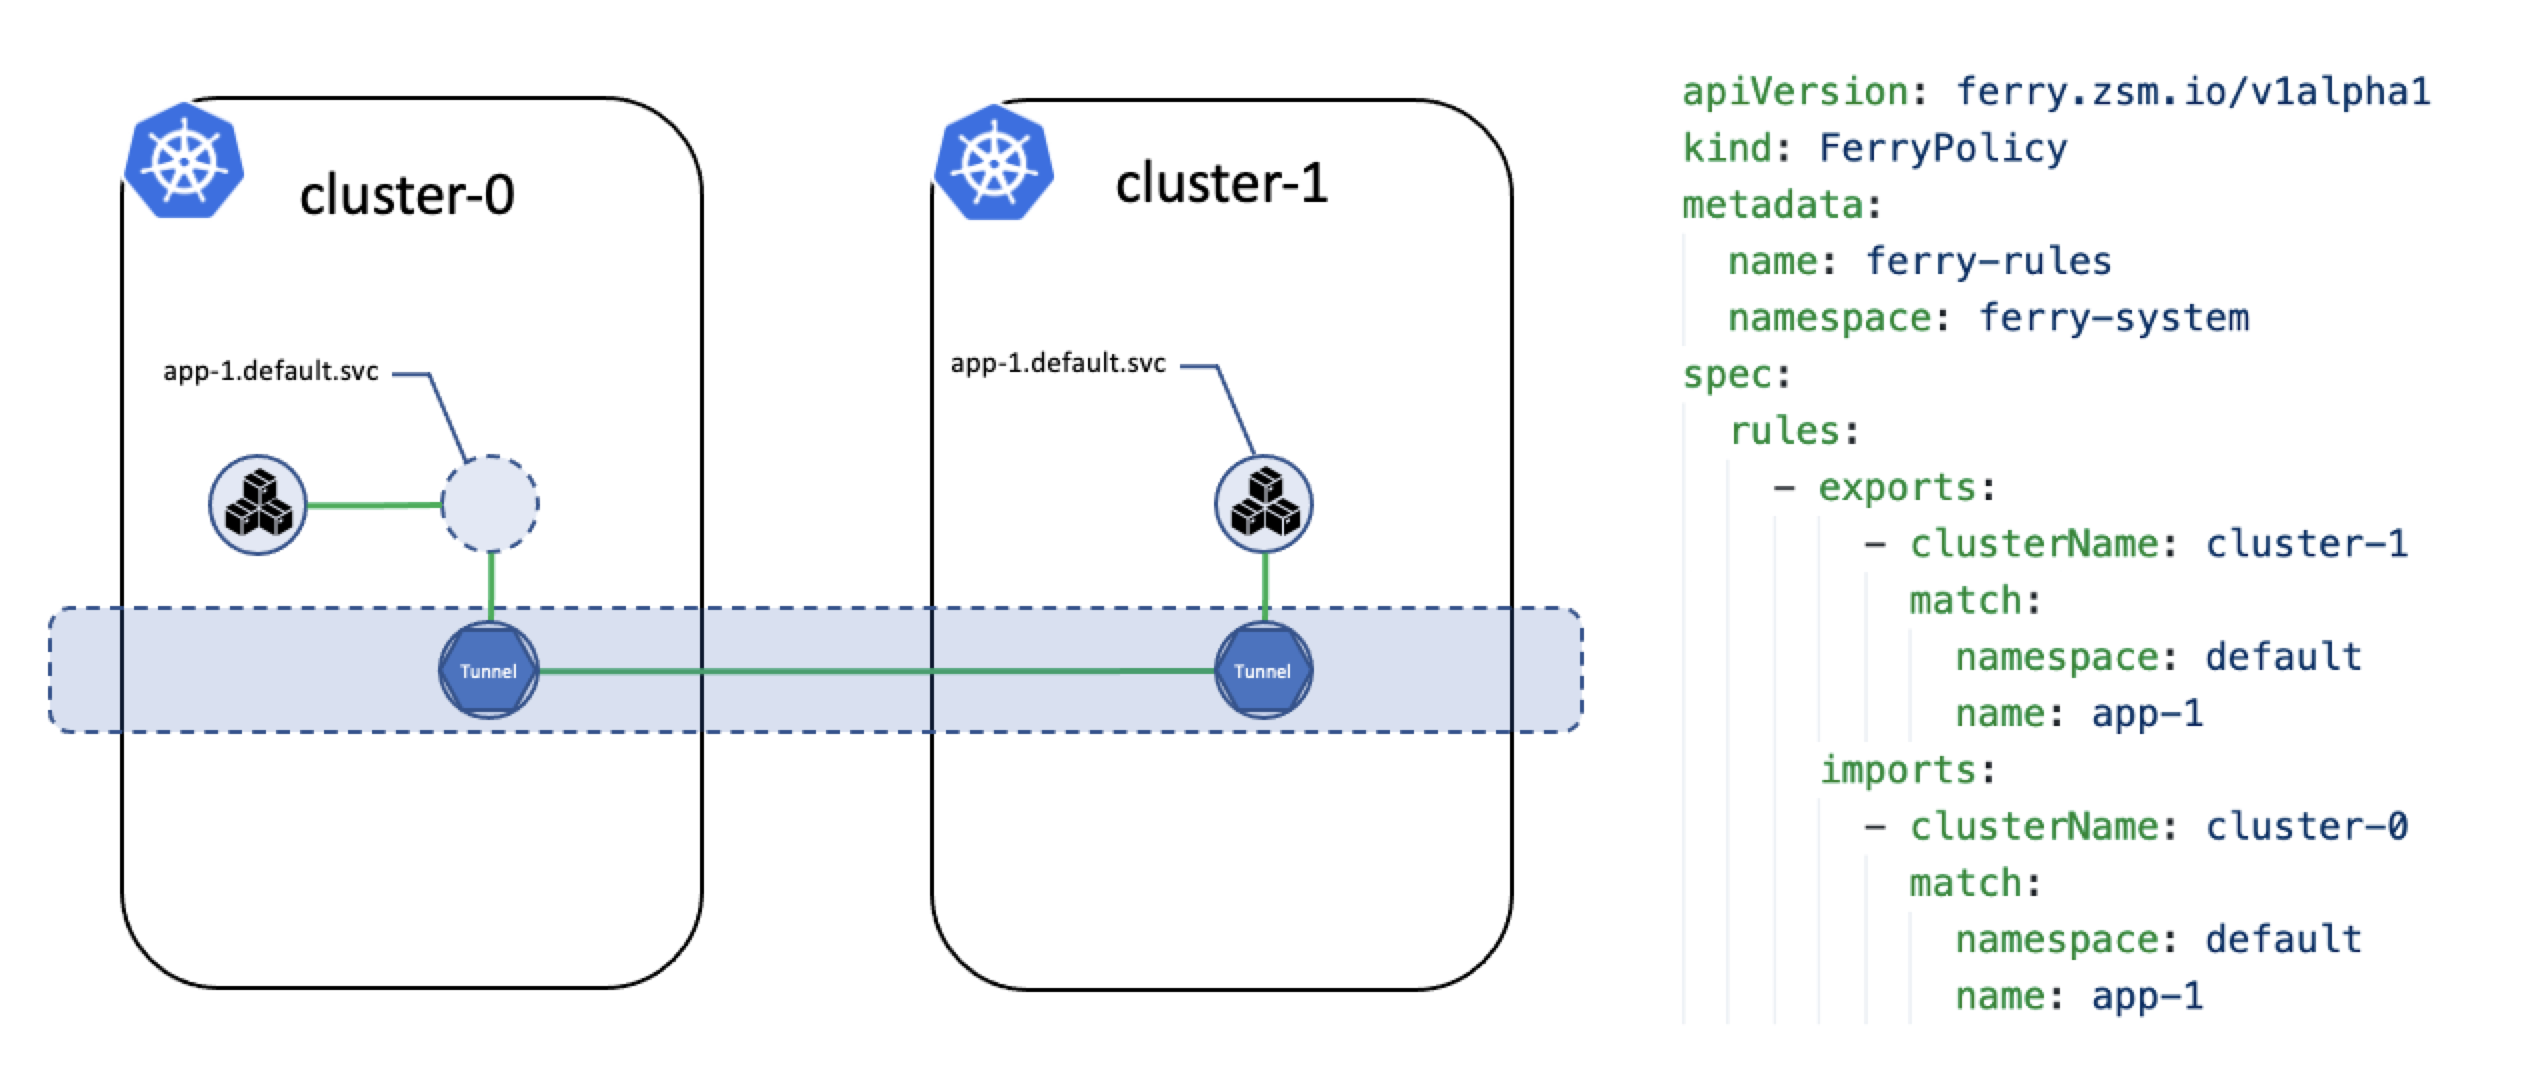 cluster-0
cluster-1
app-1.default.svc
app-1.default.svc
Tunnel
Tunnel
apiVersion: ferry.zsm.io/v1alpha1
kind: FerryPolicy
metadata:
  name: ferry-rules
  namespace: ferry-system
spec:
  rules:
    - exports:
        - clusterName: cluster-1
          match:
            namespace: default
            name: app-1
      imports:
        - clusterName: cluster-0
          match:
            namespace: default
            name: app-1